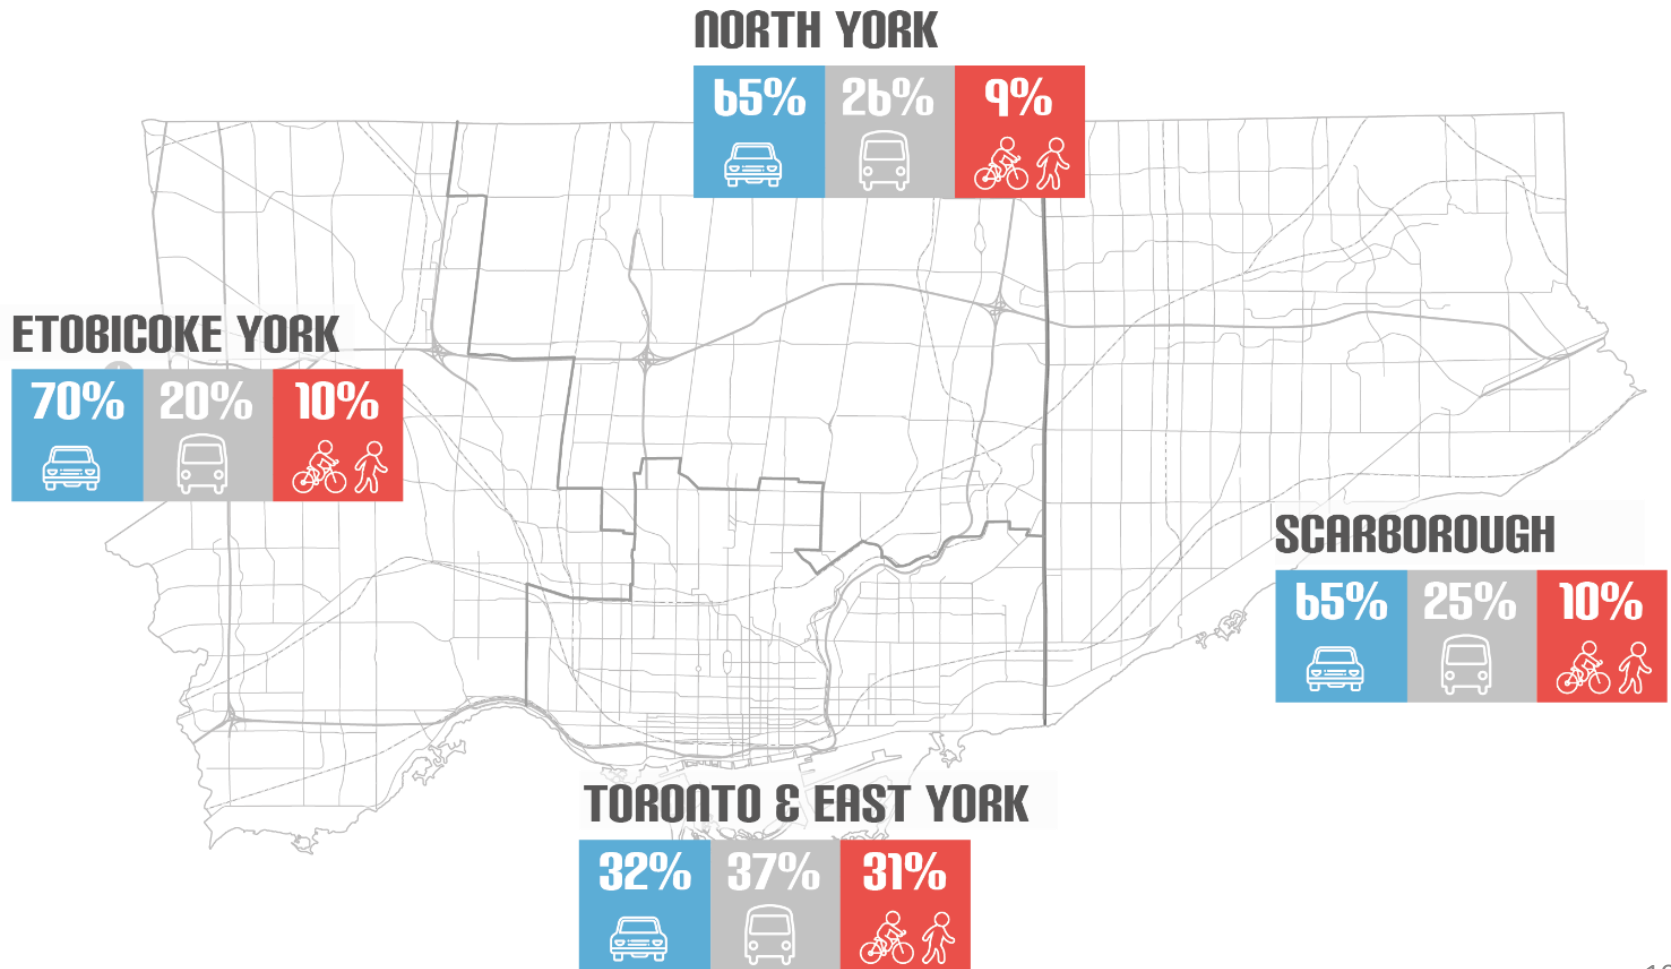 NORTH YORK
65% 26% 9%
ETOBICOKE YORK
70% 20% 10%
SCARBOROUGH
65% 25% 10%
TORONTO & EAST YORK
32% 37% 31%